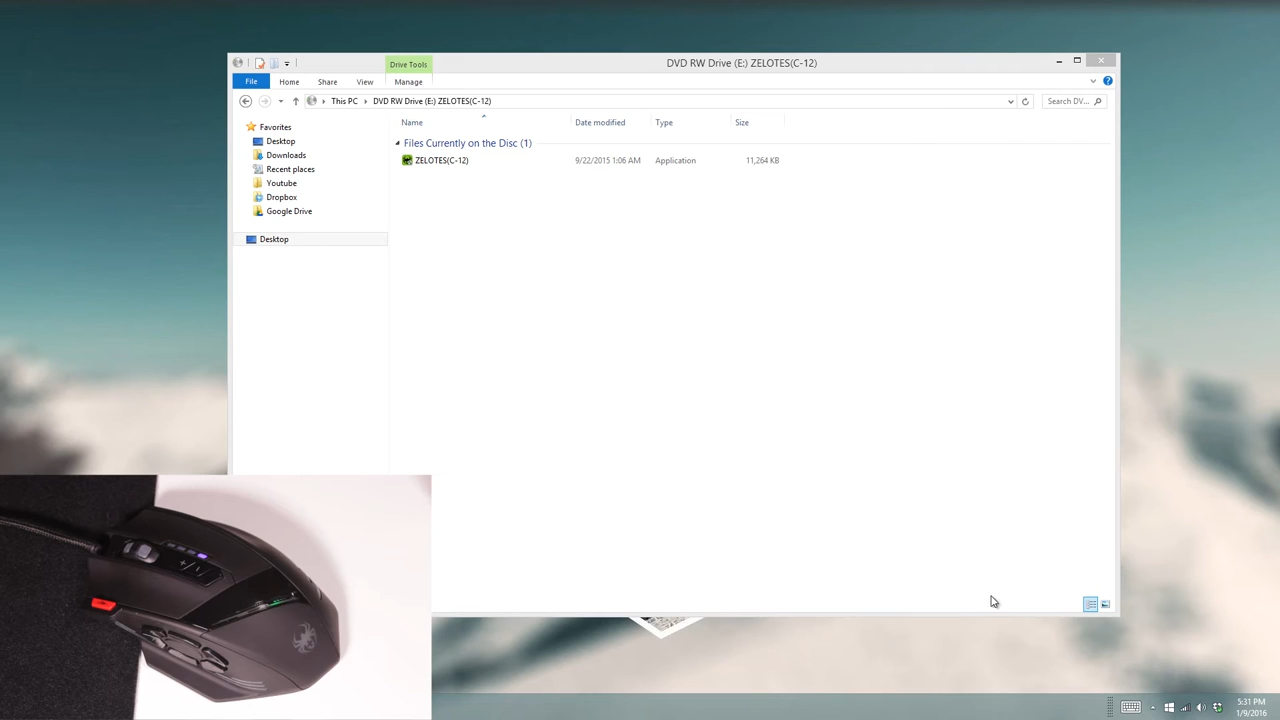 Drive Tools
DVD RW Drive (E:) ZELOTES(C-12)
File Home Share View Manage
This PC DVD RW Drive (E:) ZELOTES(C-12)
Search DV...
Name Date modified Type Size
Favorites
Desktop
Downloads
Recent places
Youtube
Dropbox
Google Drive
Desktop
Files Currently on the Disc (1)
ZELOTES(C-12) 9/22/2015 1:06 AM Application 11,264 KB
5:31 PM
1/9/2016